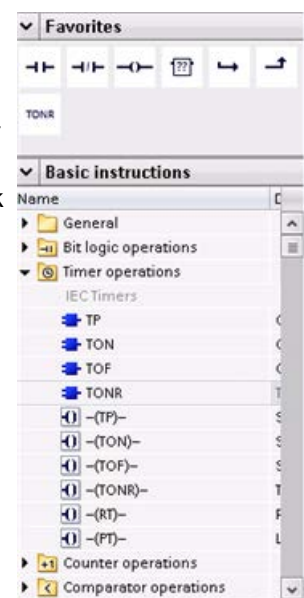 Favorites
??
TONR
Basic instructions
Name
General
Bit logic operations
Timer operations
IEC Timers
TP
TON
TOF
TONR
–(TP)–
–(TON)–
–(TOF)–
–(TONR)–
–(RT)–
–(PT)–
+1 Counter operations
Comparator operations